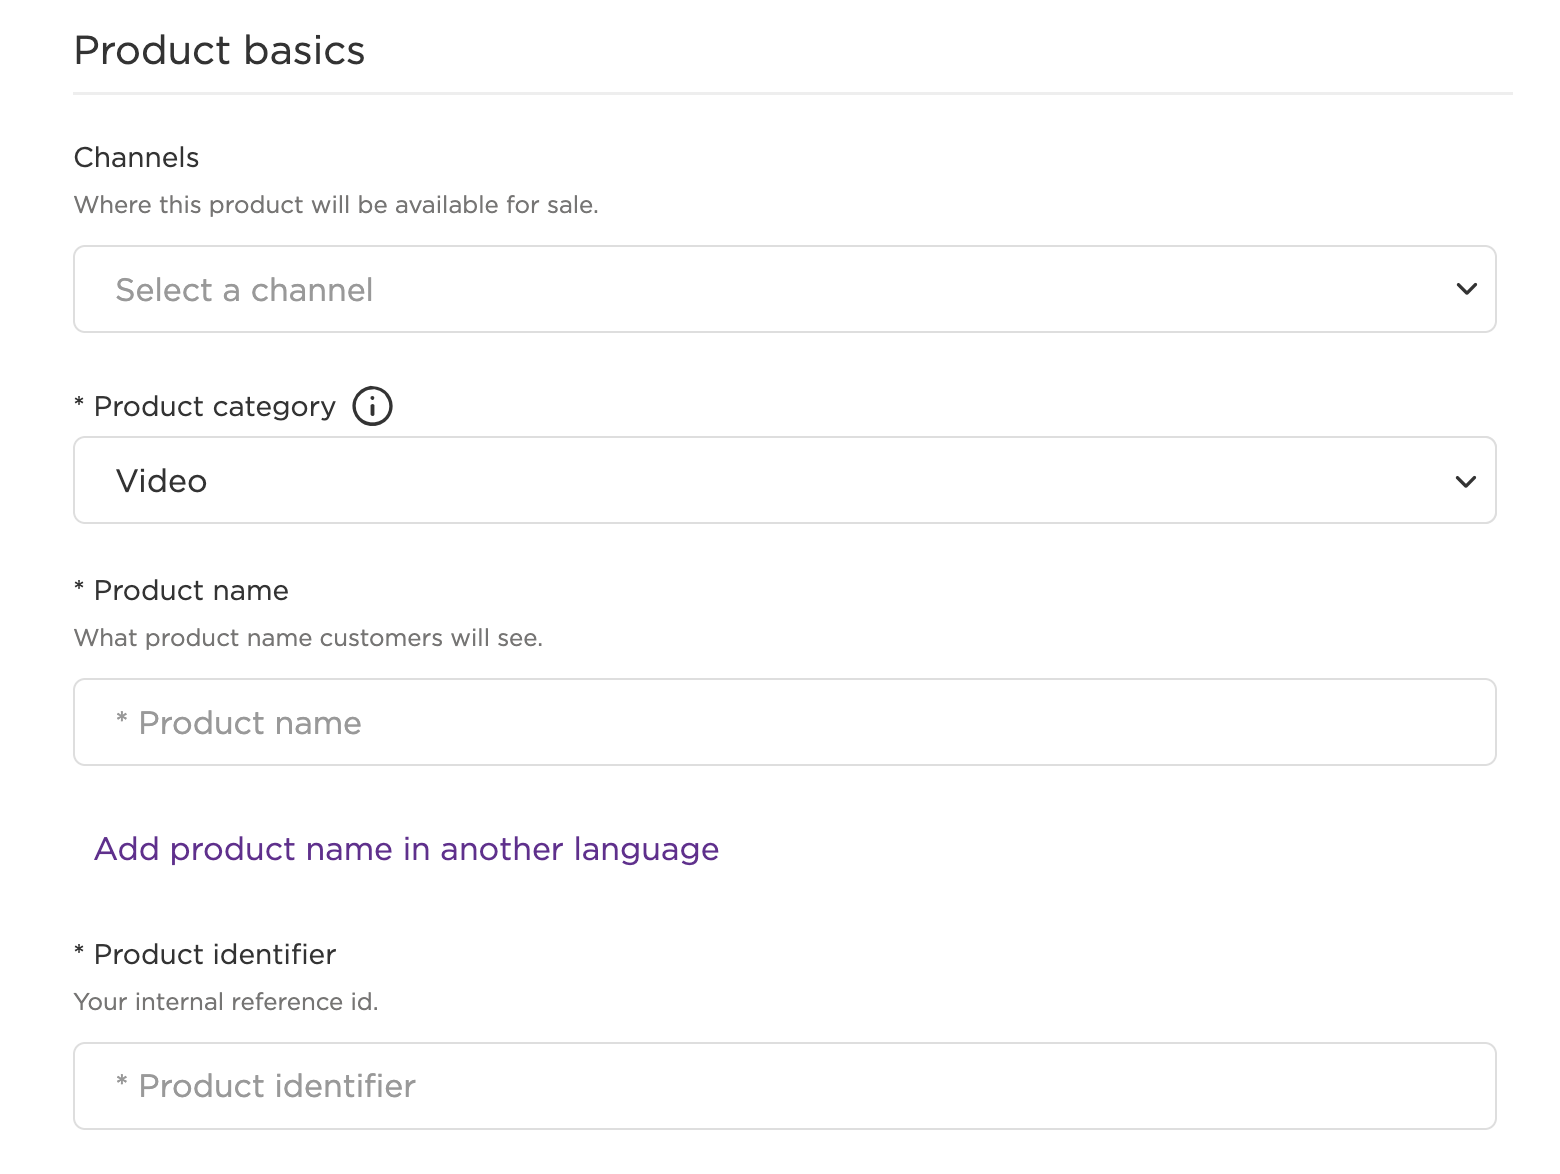 Product basics
Channels
Where this product will be available for sale.
Select a channel
* Product category
Video
* Product name
What product name customers will see.
* Product name
Add product name in another language
* Product identifier
Your internal reference id.
* Product identifier